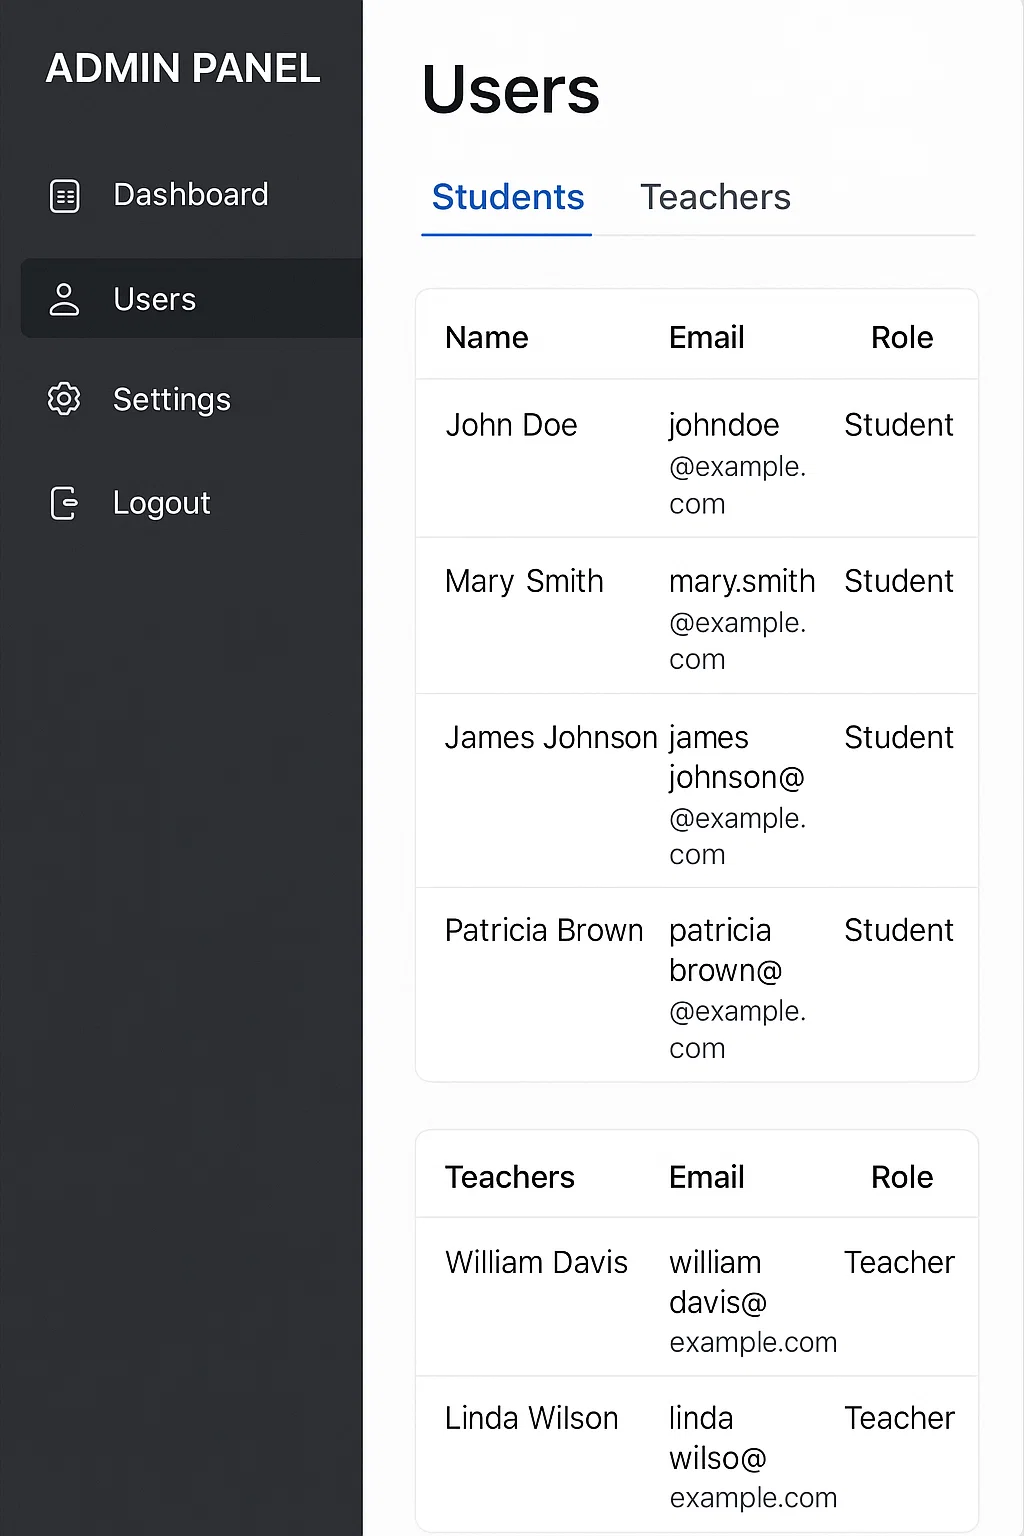 ADMIN PANEL
Dashboard
Users
Settings
Logout
Users
Students Teachers
Name Email Role
John Doe johndoe Student
@example.
com
Mary Smith mary.smith Student
@example.
com
James Johnson james Student
johnson@
@example.
com
Patricia Brown patricia Student
brown@
@example.
com
Teachers Email Role
William Davis william Teacher
davis@
example.com
Linda Wilson linda Teacher
wilso@
example.com